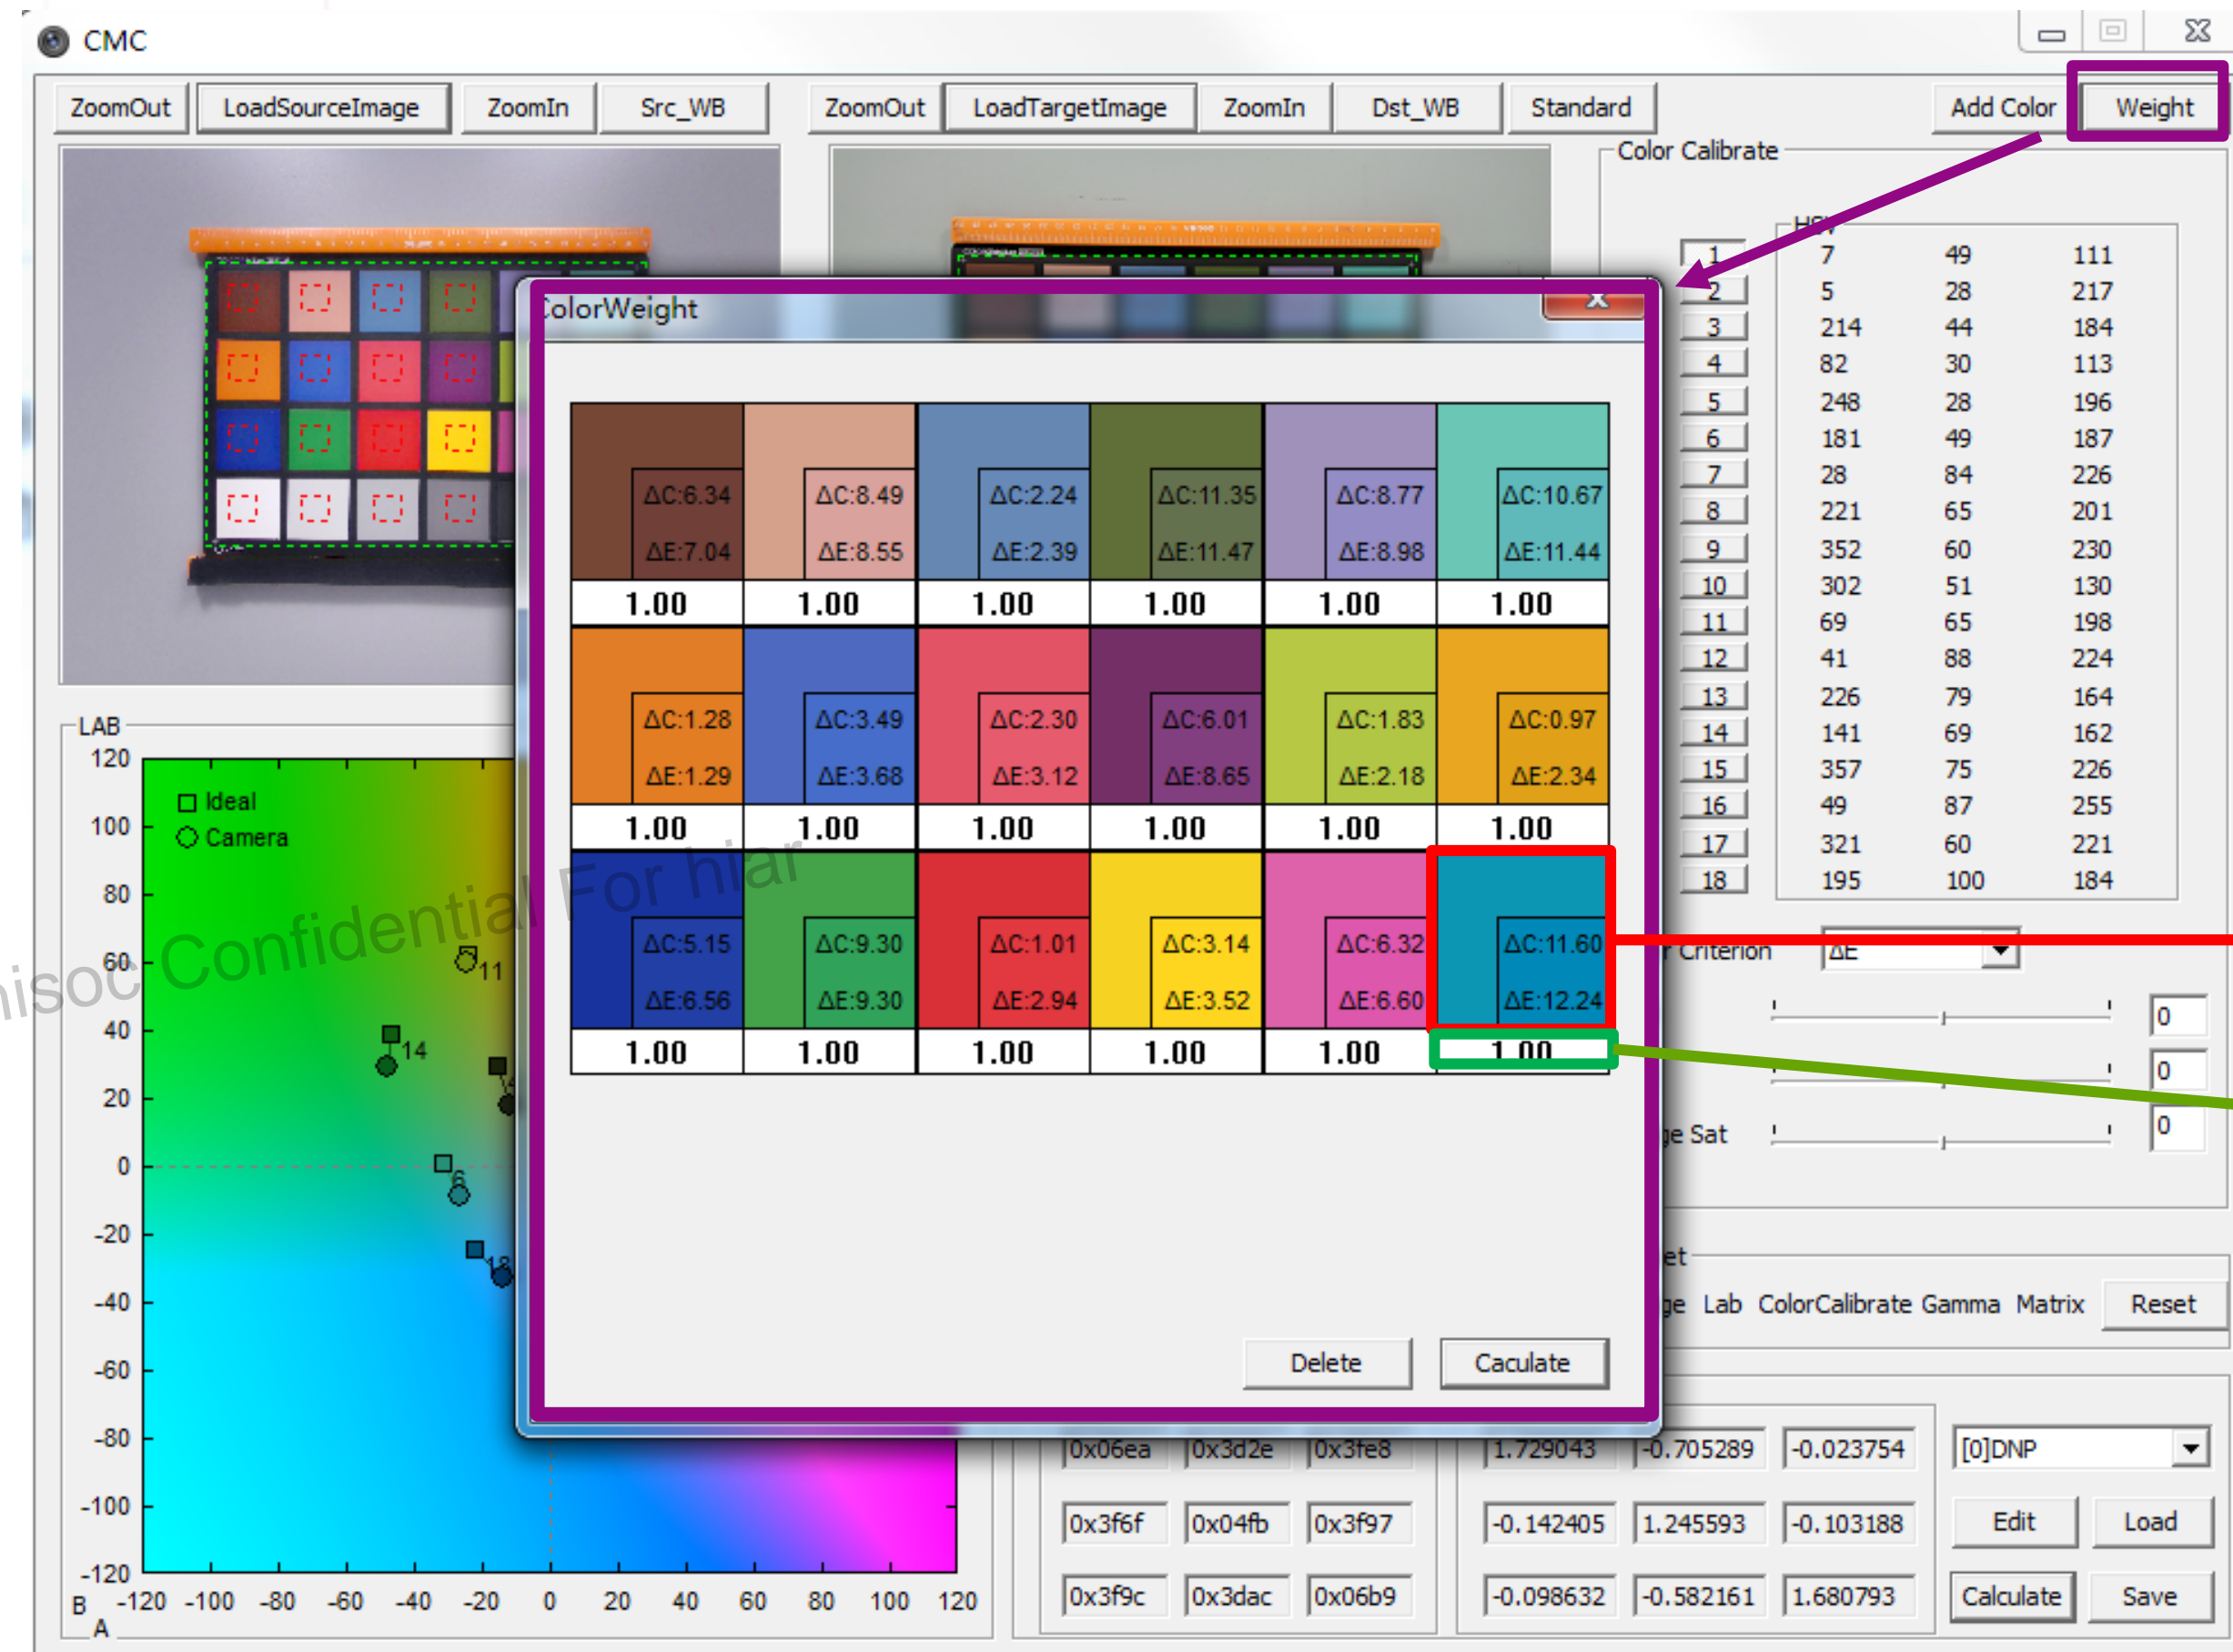 CMC
ZoomOut LoadSourceImage ZoomIn Src_WB ZoomOut LoadTargetImage ZoomIn Dst_WB Standard Add Color Weight
Color Calibrate
HSV
1 7 49 111
2 5 28 217
3 214 44 184
4 82 30 113
5 248 28 196
6 181 49 187
7 28 84 226
8 221 65 201
9 352 60 230
10 302 51 130
11 69 65 198
12 41 88 224
13 226 79 164
14 141 69 162
15 357 75 226
16 49 87 255
17 321 60 221
18 195 100 184
ColorWeight
ΔC:6.34 ΔC:8.49 ΔC:2.24 ΔC:11.35 ΔC:8.77 ΔC:10.67
ΔE:7.04 ΔE:8.55 ΔE:2.39 ΔE:11.47 ΔE:8.98 ΔE:11.44
1.00 1.00 1.00 1.00 1.00 1.00
ΔC:1.28 ΔC:3.49 ΔC:2.30 ΔC:6.01 ΔC:1.83 ΔC:0.97
ΔE:1.29 ΔE:3.68 ΔE:3.12 ΔE:8.65 ΔE:2.18 ΔE:2.34
1.00 1.00 1.00 1.00 1.00 1.00
ΔC:5.15 ΔC:9.30 ΔC:1.01 ΔC:3.14 ΔC:6.32 ΔC:11.60
ΔE:6.56 ΔE:9.30 ΔE:2.94 ΔE:3.52 ΔE:6.60 ΔE:12.24
1.00 1.00 1.00 1.00 1.00 1.00
Delete Caculate
Criterion ΔE
0
0
Sat 0
Lab ColorCalibrate Gamma Matrix Reset
LAB
120
100
80
60
40
20
0
-20
-40
-60
-80
-100
-120
Ideal
Camera
11
14
6
18
B -120 -100 -80 -60 -40 -20 0 20 40 60 80 100 120
A
0x06ea 0x3d2e 0x3fe8 1.729043 -0.705289 -0.023754 [0]DNP
0x3f6f 0x04fb 0x3f97 -0.142405 1.245593 -0.103188 Edit Load
0x3f9c 0x3dac 0x06b9 -0.098632 -0.582161 1.680793 Calculate Save
nisoc Confidential For hiar